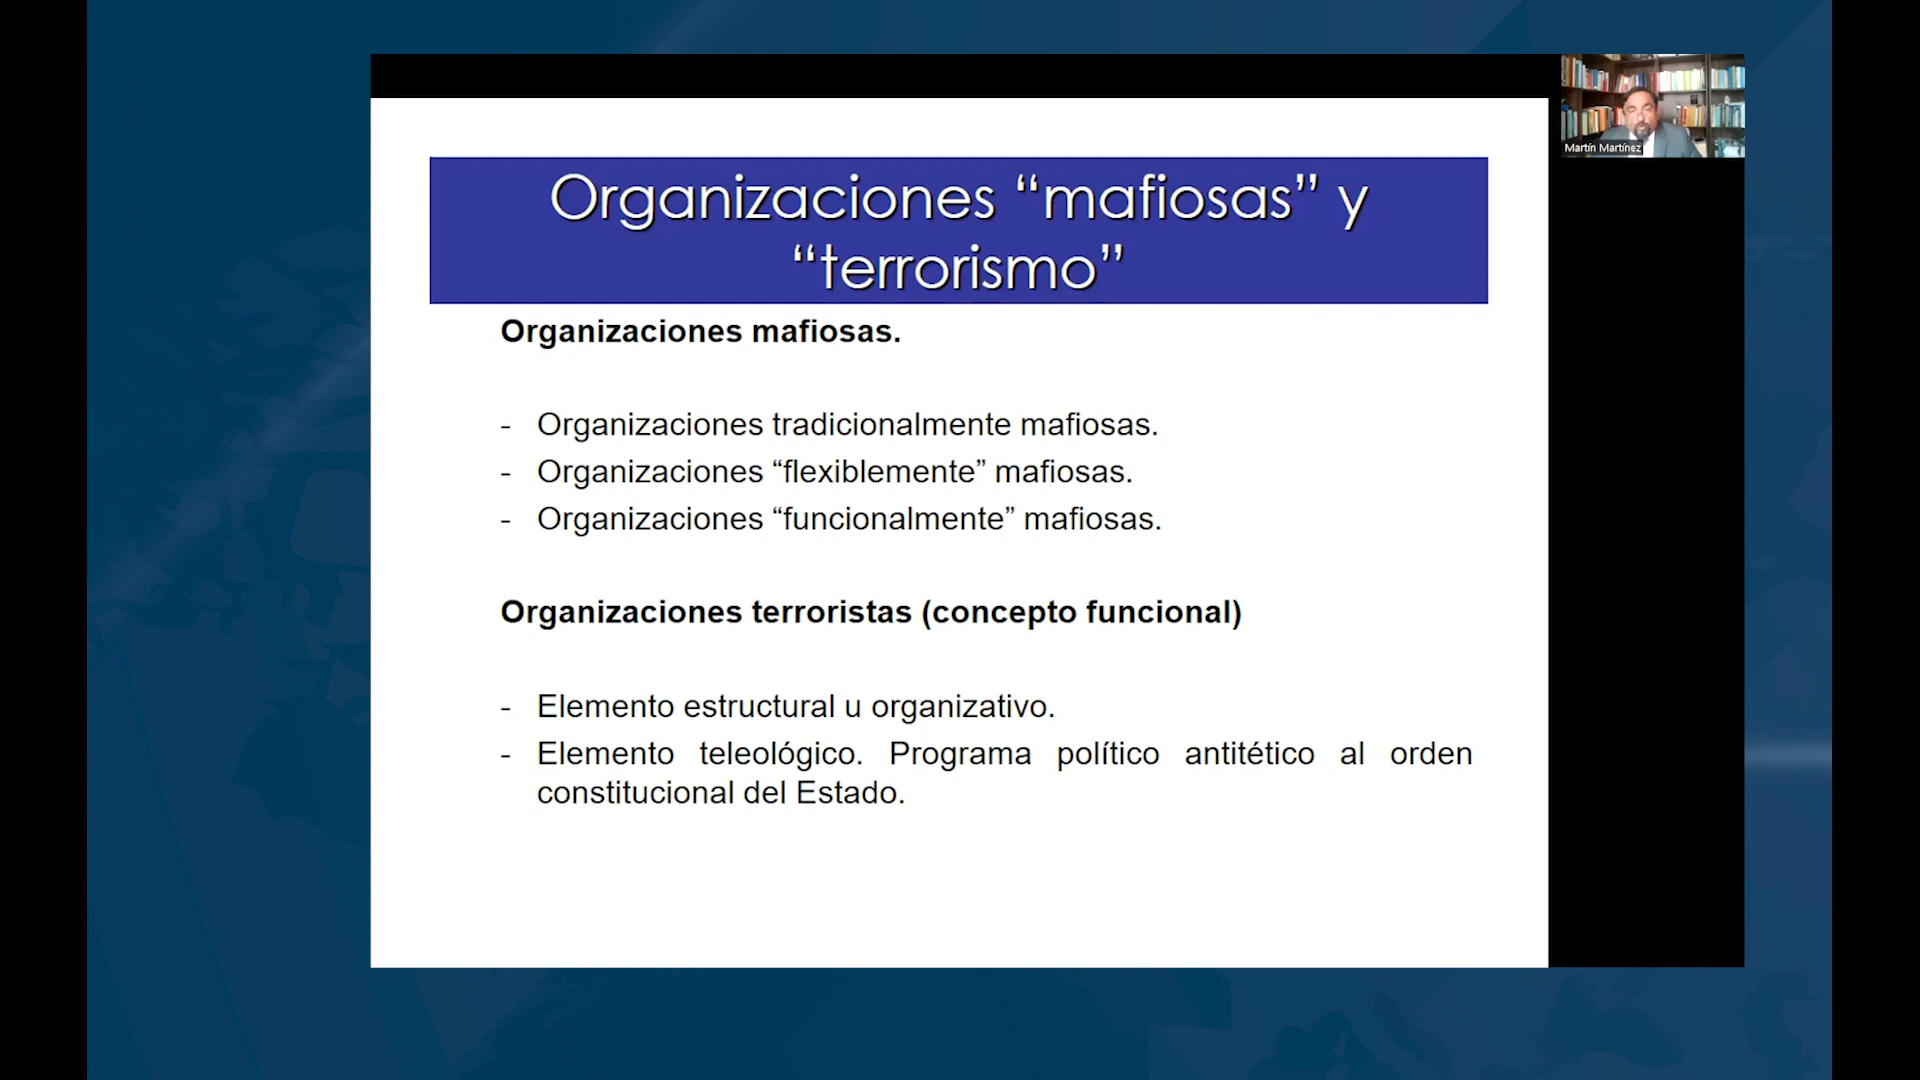 Organizaciones “mafiosas” y
“terrorismo”
Organizaciones mafiosas.
- Organizaciones tradicionalmente mafiosas.
- Organizaciones “flexiblemente” mafiosas.
- Organizaciones “funcionalmente” mafiosas.
Organizaciones terroristas (concepto funcional)
- Elemento estructural u organizativo.
- Elemento teleológico. Programa político antitético al orden
constitucional del Estado.
Martín Martínez